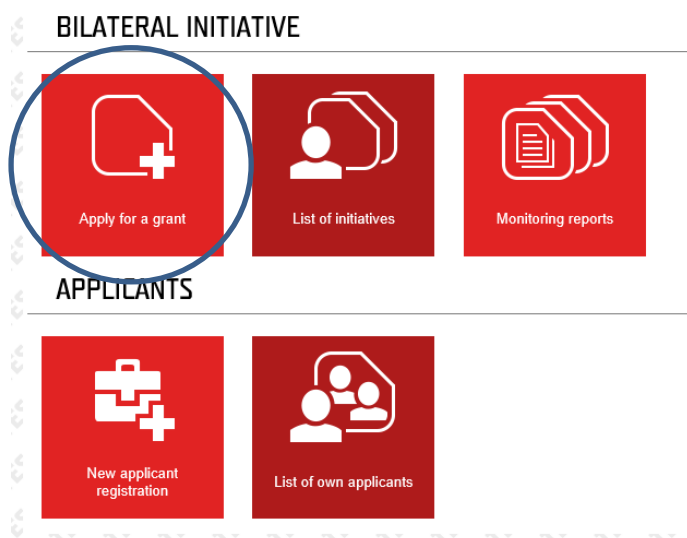 BILATERAL INITIATIVE
Apply for a grant
List of initiatives
Monitoring reports
APPLICANTS
New applicant
registration
List of own applicants